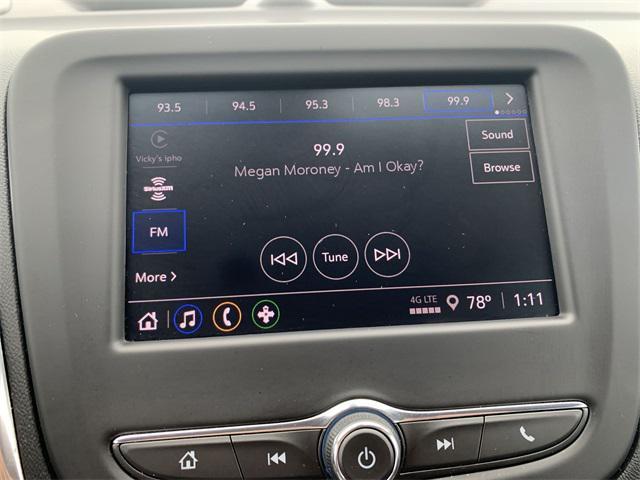 93.5 94.5 95.3 98.3 99.9
Vicky's ipho
99.9
Sound
Megan Moroney - Am I Okay?
Browse
SiriusXM
FM
Tune
More
4G LTE 78° 1:11